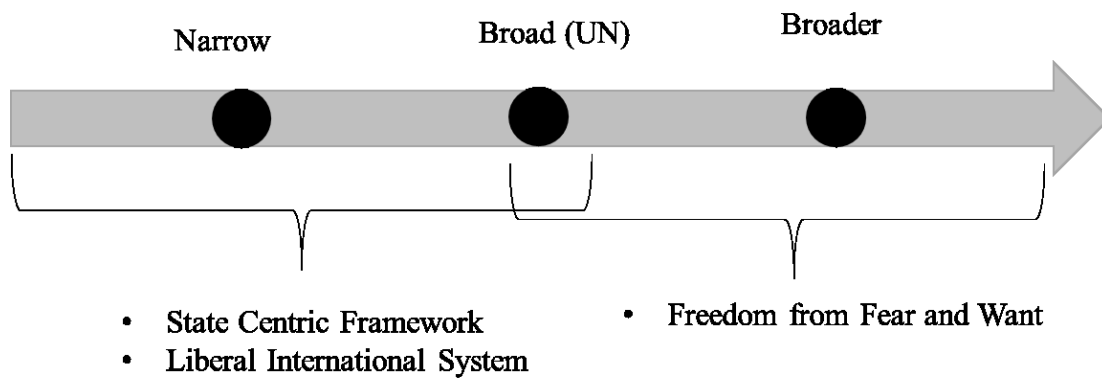 Narrow
Broad (UN)
Broader
• State Centric Framework
• Liberal International System
• Freedom from Fear and Want